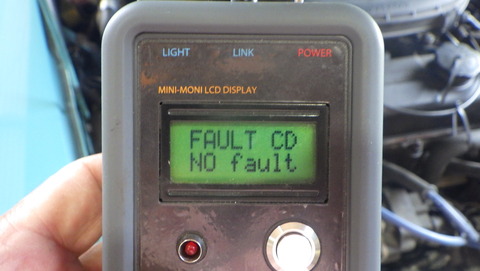 LIGHT LINK POWER
MINI-MONI LCD DISPLAY
FAULT CD
NO fault